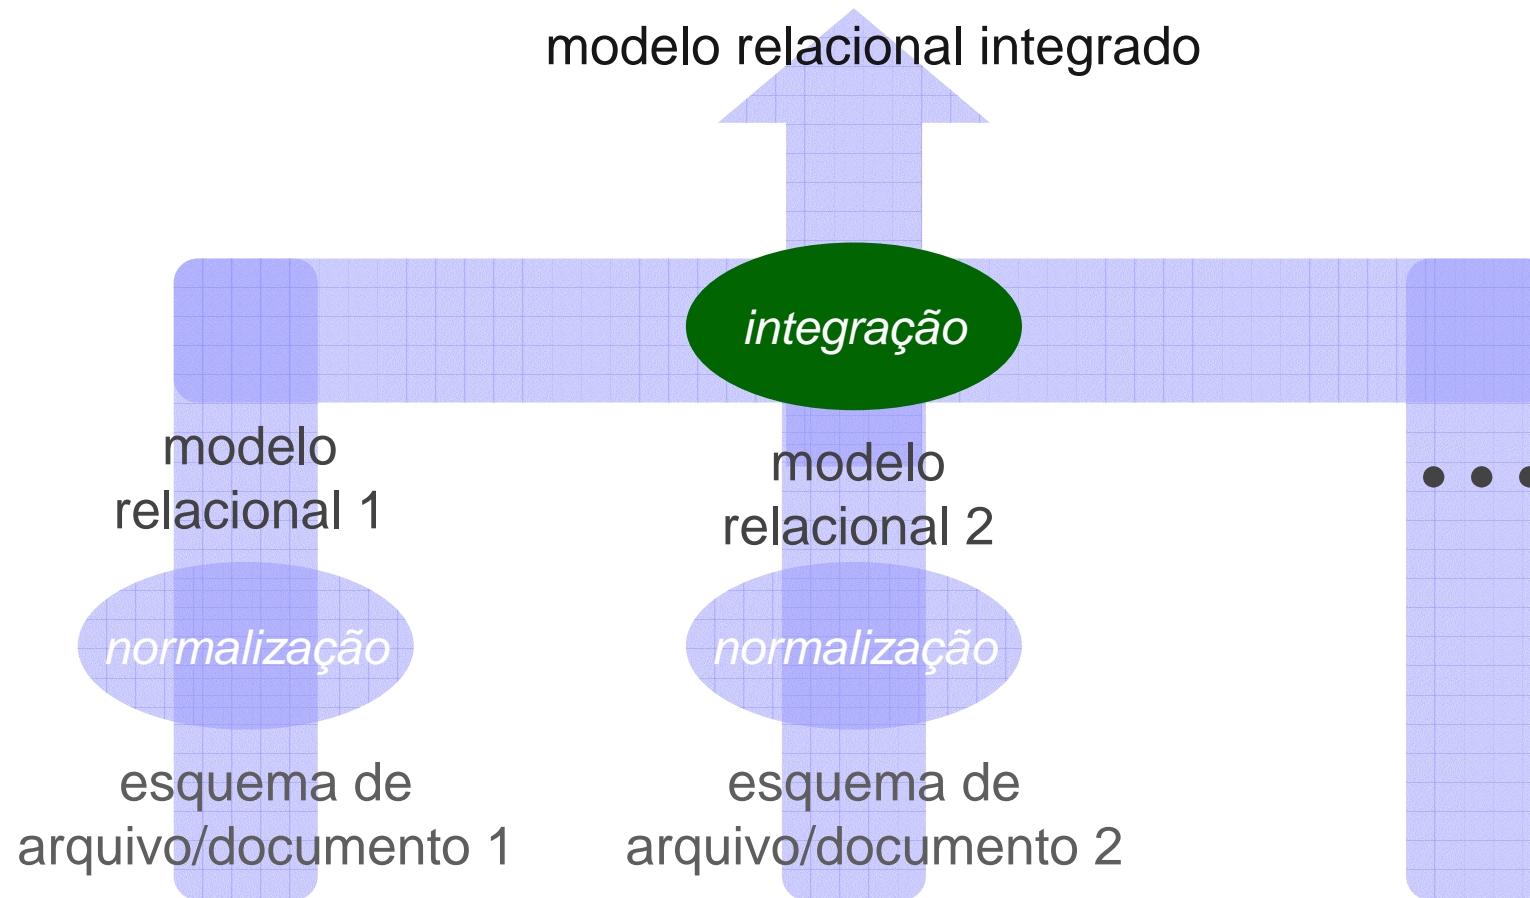 modelo relacional integrado
integração
modelo
relacional 1
modelo
relacional 2
• • •
normalização
normalização
esquema de
arquivo/documento 1
esquema de
arquivo/documento 2